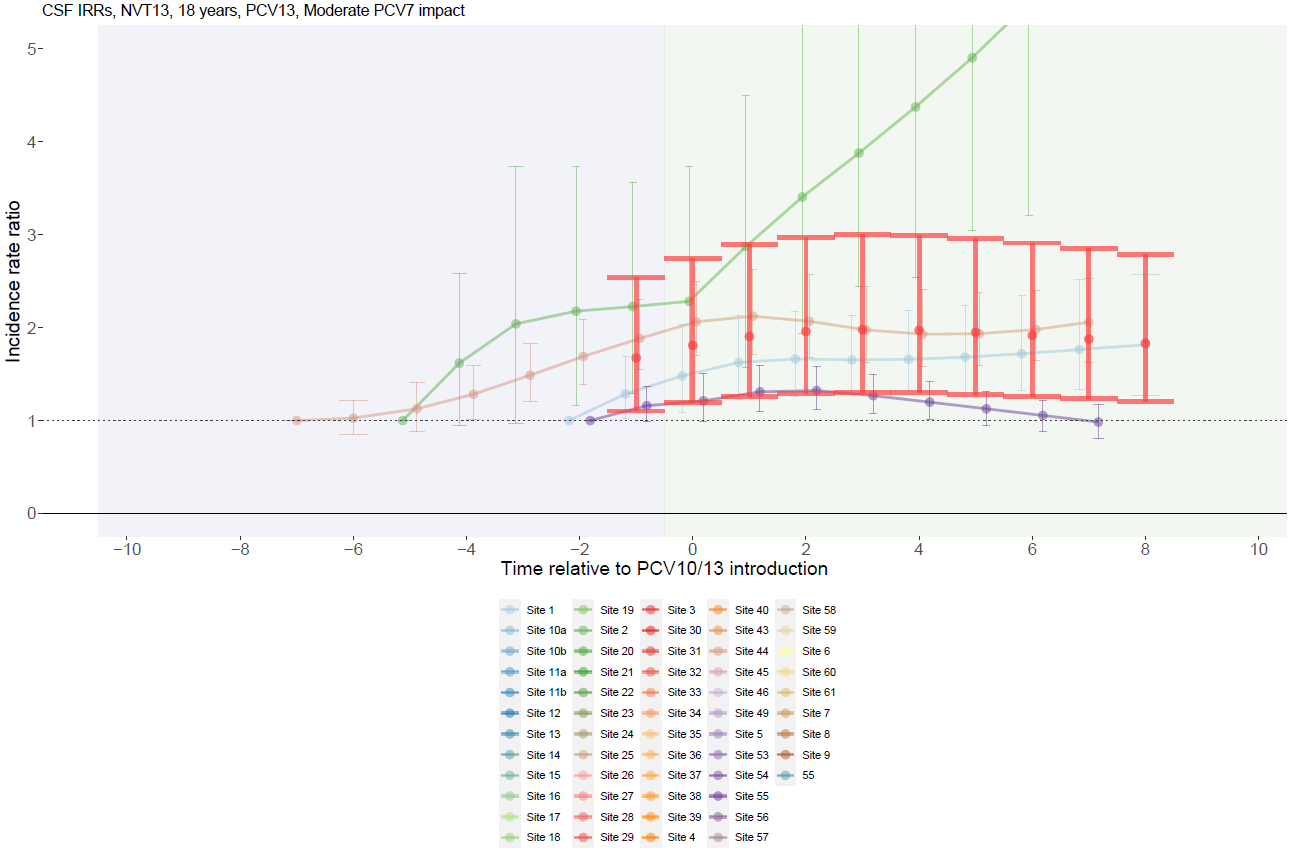 CSF IRRs, NVT13, 18 years, PCV13, Moderate PCV7 impact
Incidence rate ratio
5
4
3
2
1
0
−10 −8 −6 −4 −2 0 2 4 6 8 10
Time relative to PCV10/13 introduction
Site 1 Site 19 Site 3 Site 40 Site 58
Site 10a Site 2 Site 30 Site 43 Site 59
Site 10b Site 20 Site 31 Site 44 Site 6
Site 11a Site 21 Site 32 Site 45 Site 60
Site 11b Site 22 Site 33 Site 46 Site 61
Site 12 Site 23 Site 34 Site 49 Site 7
Site 13 Site 24 Site 35 Site 5 Site 8
Site 14 Site 25 Site 36 Site 53 Site 9
Site 15 Site 26 Site 37 Site 54 55
Site 16 Site 27 Site 38 Site 55
Site 17 Site 28 Site 39 Site 56
Site 18 Site 29 Site 4 Site 57